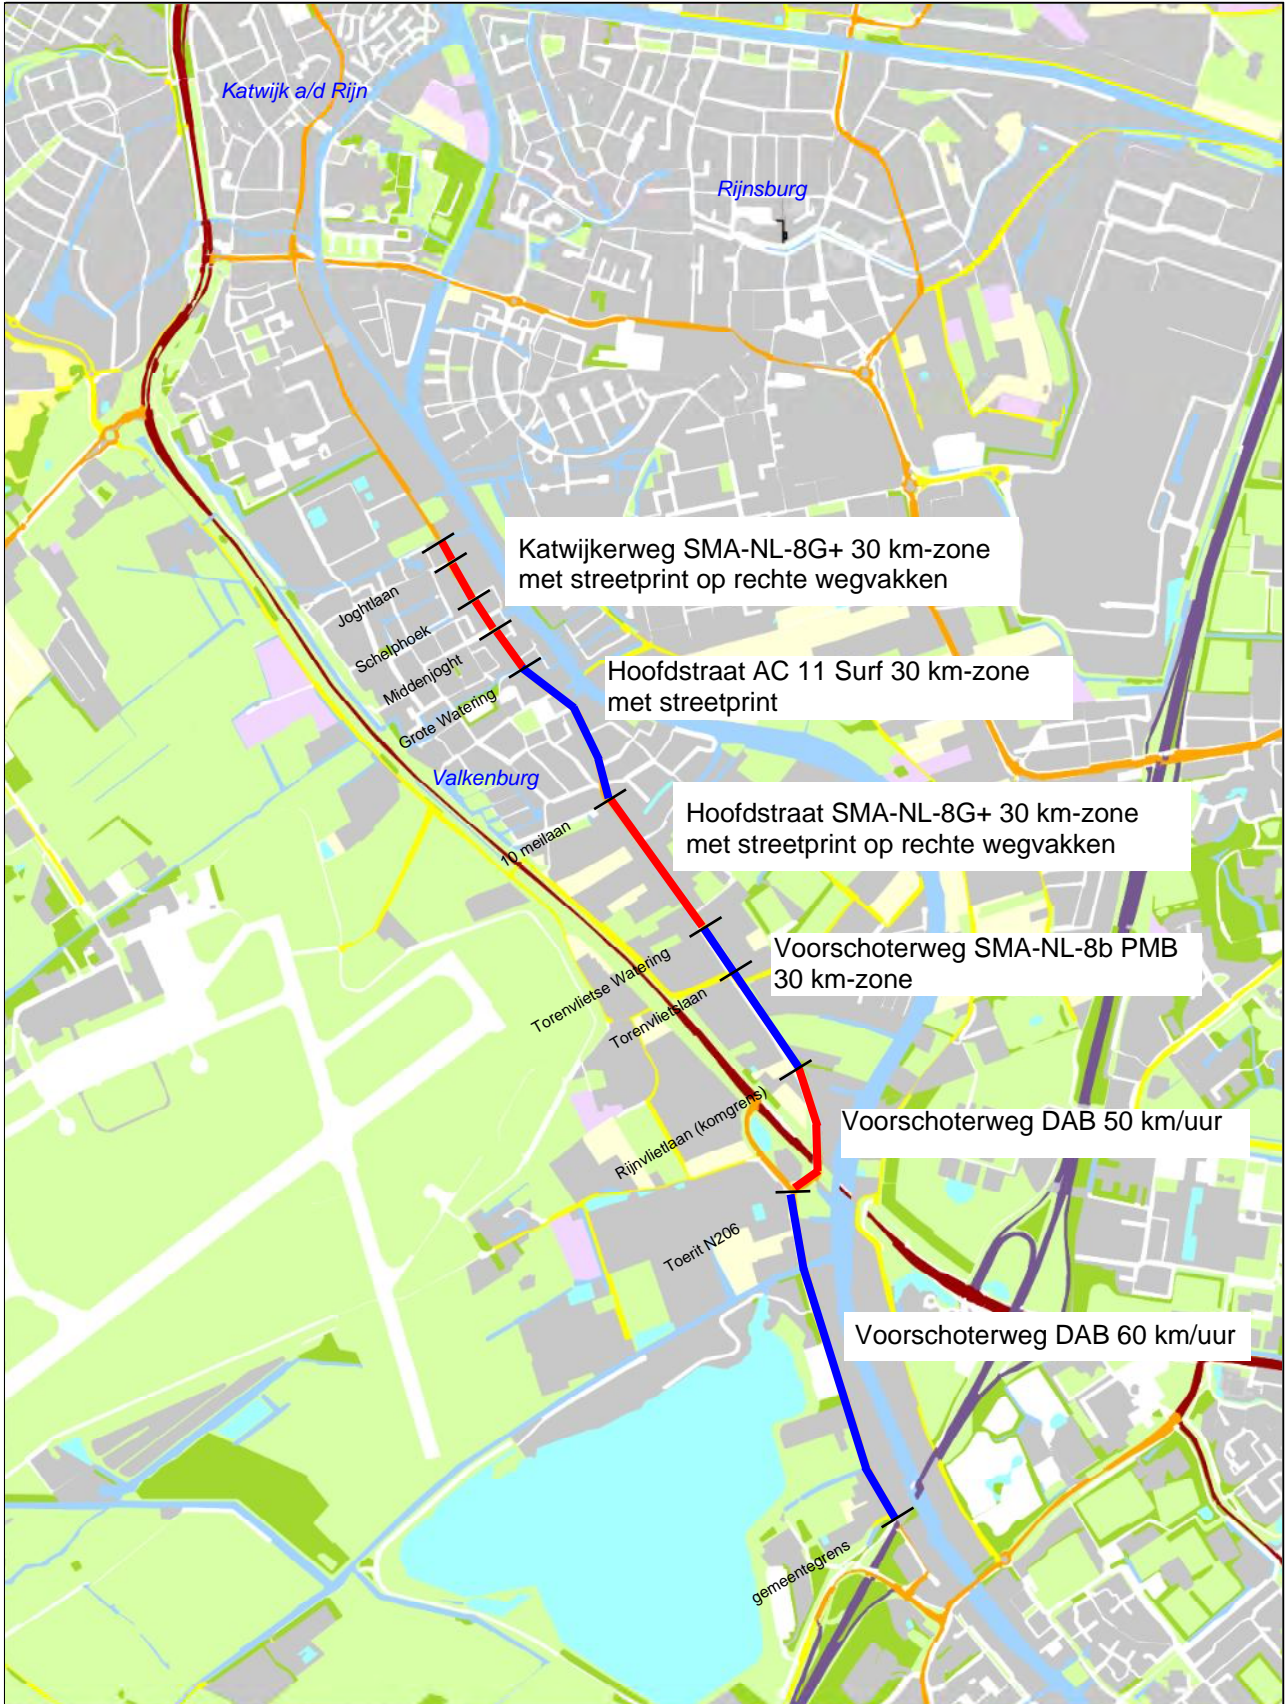 Katwijk a/d Rijn
Rijnsburg
Katwijkerweg SMA-NL-8G+ 30 km-zone
met streetprint op rechte wegvakken
Joghtlaan
Schelphoek
Middenjoght
Grote Watering
Hoofdstraat AC 11 Surf 30 km-zone
met streetprint
Valkenburg
Hoofdstraat SMA-NL-8G+ 30 km-zone
met streetprint op rechte wegvakken
10 meilaan
Voorschoterweg SMA-NL-8b PMB
30 km-zone
Torenvlietse Watering
Torenvlietslaan
Rijnvlietlaan (komgrens)
Voorschoterweg DAB 50 km/uur
Toerit N206
Voorschoterweg DAB 60 km/uur
gemeentegrens